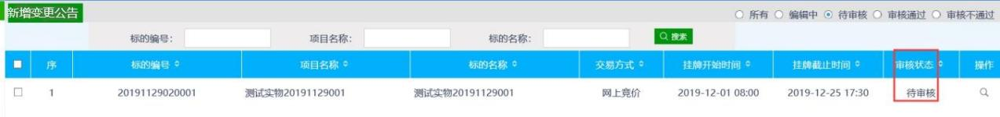 新增变更公告
所有 编辑中 待审核 审核通过 审核不通过
标的编号: 项目名称: 标的名称: 搜索
序 标的编号 项目名称 标的名称 交易方式 挂牌开始时间 挂牌截止时间 审核状态 操作
1 20191129020001 测试实物20191129001 测试实物20191129001 网上竞价 2019-12-01 08:00 2019-12-25 17:30 待审核